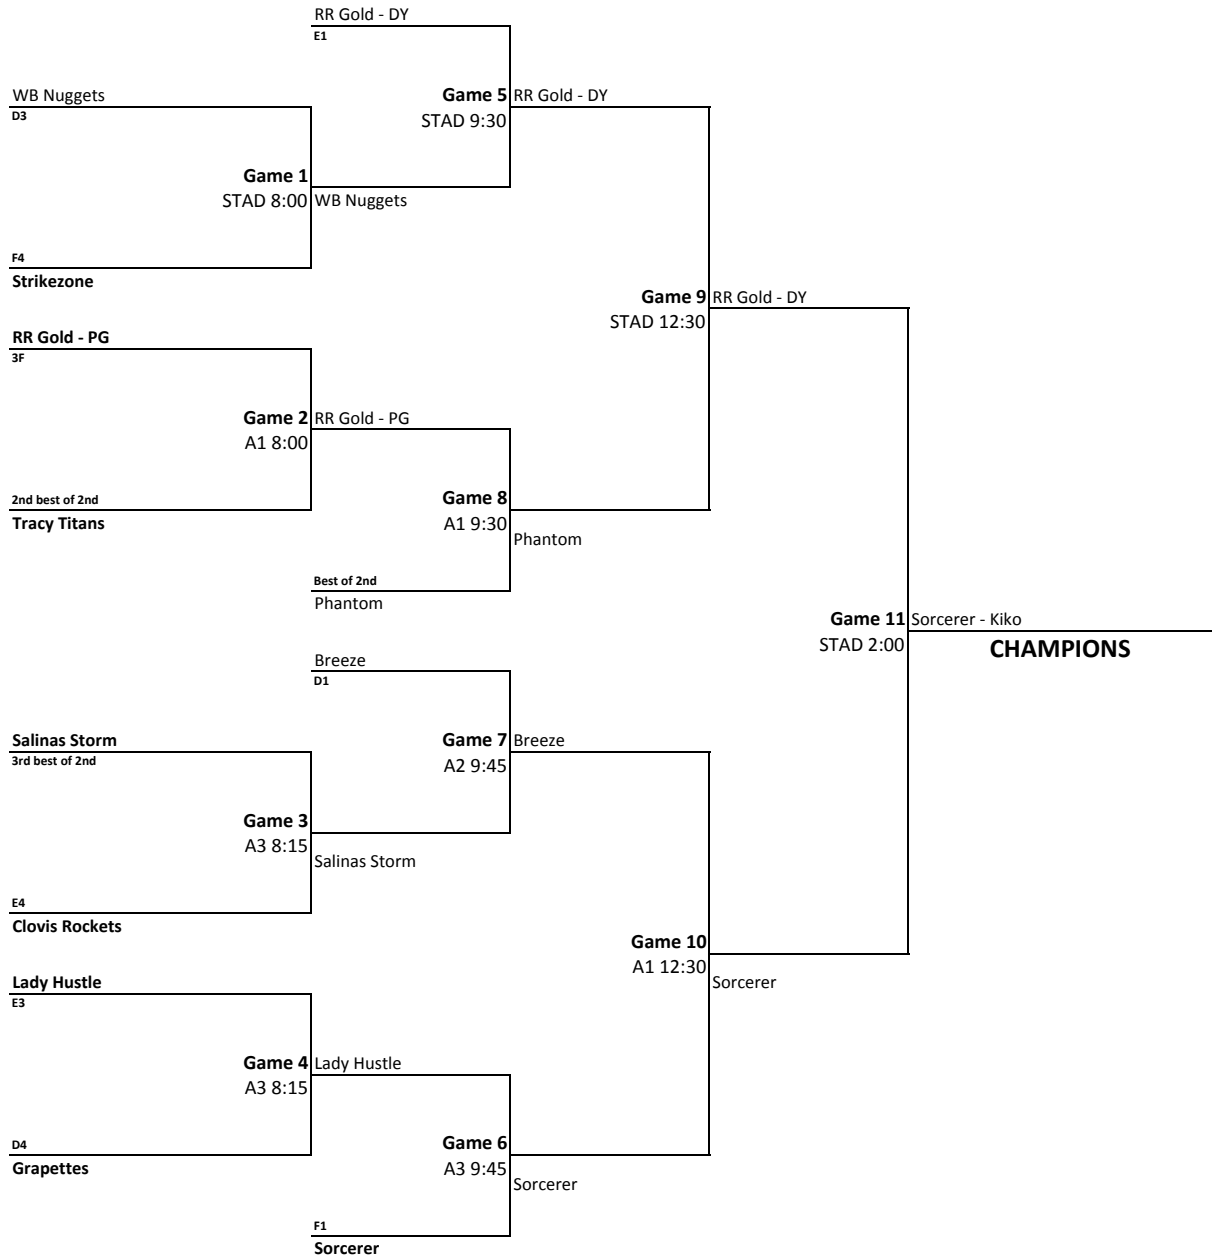 RR Gold - DY
E1
WB Nuggets
D3
Game 5 RR Gold - DY
STAD 9:30
Game 1
STAD 8:00 WB Nuggets
F4
Strikezone
Game 9 RR Gold - DY
STAD 12:30
RR Gold - PG
3F
Game 2 RR Gold - PG
A1 8:00
2nd best of 2nd
Tracy Titans
Game 8
A1 9:30
Phantom
Best of 2nd
Phantom
Game 11 Sorcerer - Kiko
STAD 2:00
CHAMPIONS
Breeze
D1
Salinas Storm
3rd best of 2nd
Game 7 Breeze
A2 9:45
Game 3
A3 8:15
Salinas Storm
E4
Clovis Rockets
Game 10
A1 12:30
Sorcerer
Lady Hustle
E3
Game 4 Lady Hustle
A3 8:15
D4
Grapettes
Game 6
A3 9:45
Sorcerer
F1
Sorcerer